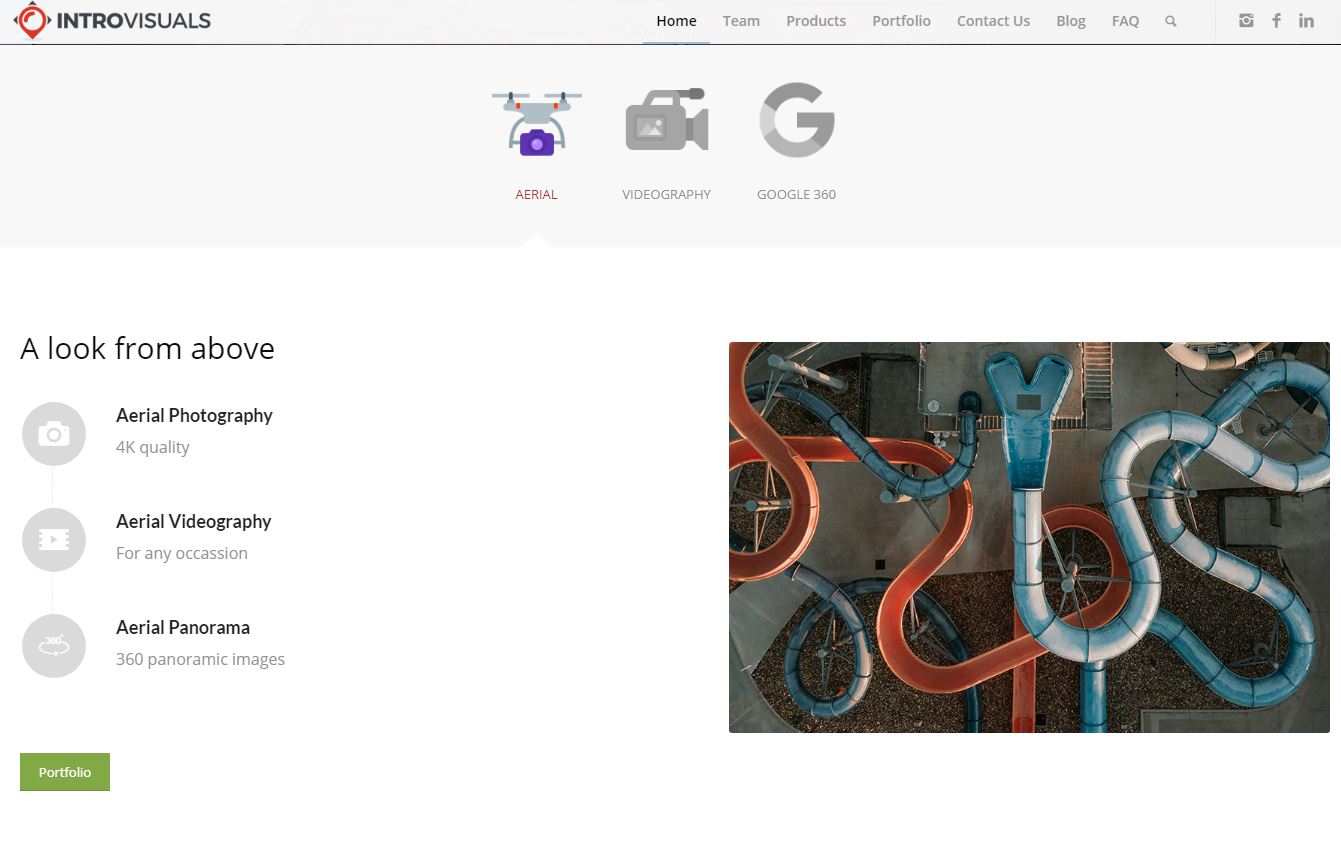 INTROVISUALS
Home Team Products Portfolio Contact Us Blog FAQ
AERIAL VIDEOGRAPHY GOOGLE 360
A look from above
Aerial Photography
4K quality
Aerial Videography
For any occassion
360°
Aerial Panorama
360 panoramic images
Portfolio